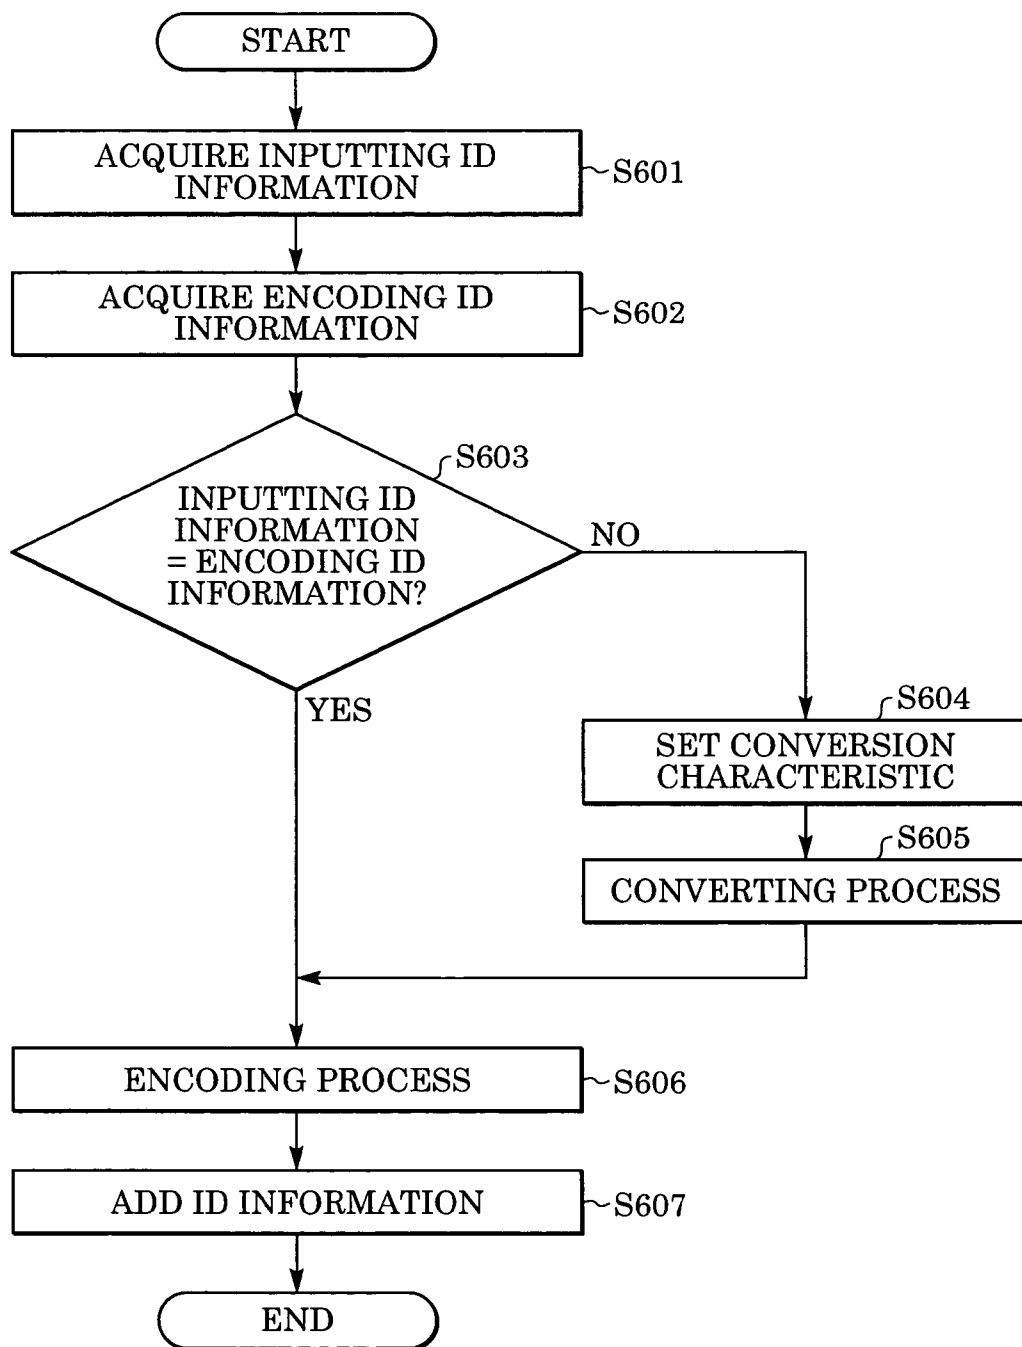 START
ACQUIRE INPUTTING ID
INFORMATION
S601
ACQUIRE ENCODING ID
INFORMATION
S602
S603
INPUTTING ID
INFORMATION
= ENCODING ID
INFORMATION?
NO
YES
S604
SET CONVERSION
CHARACTERISTIC
S605
CONVERTING PROCESS
ENCODING PROCESS
S606
ADD ID INFORMATION
S607
END